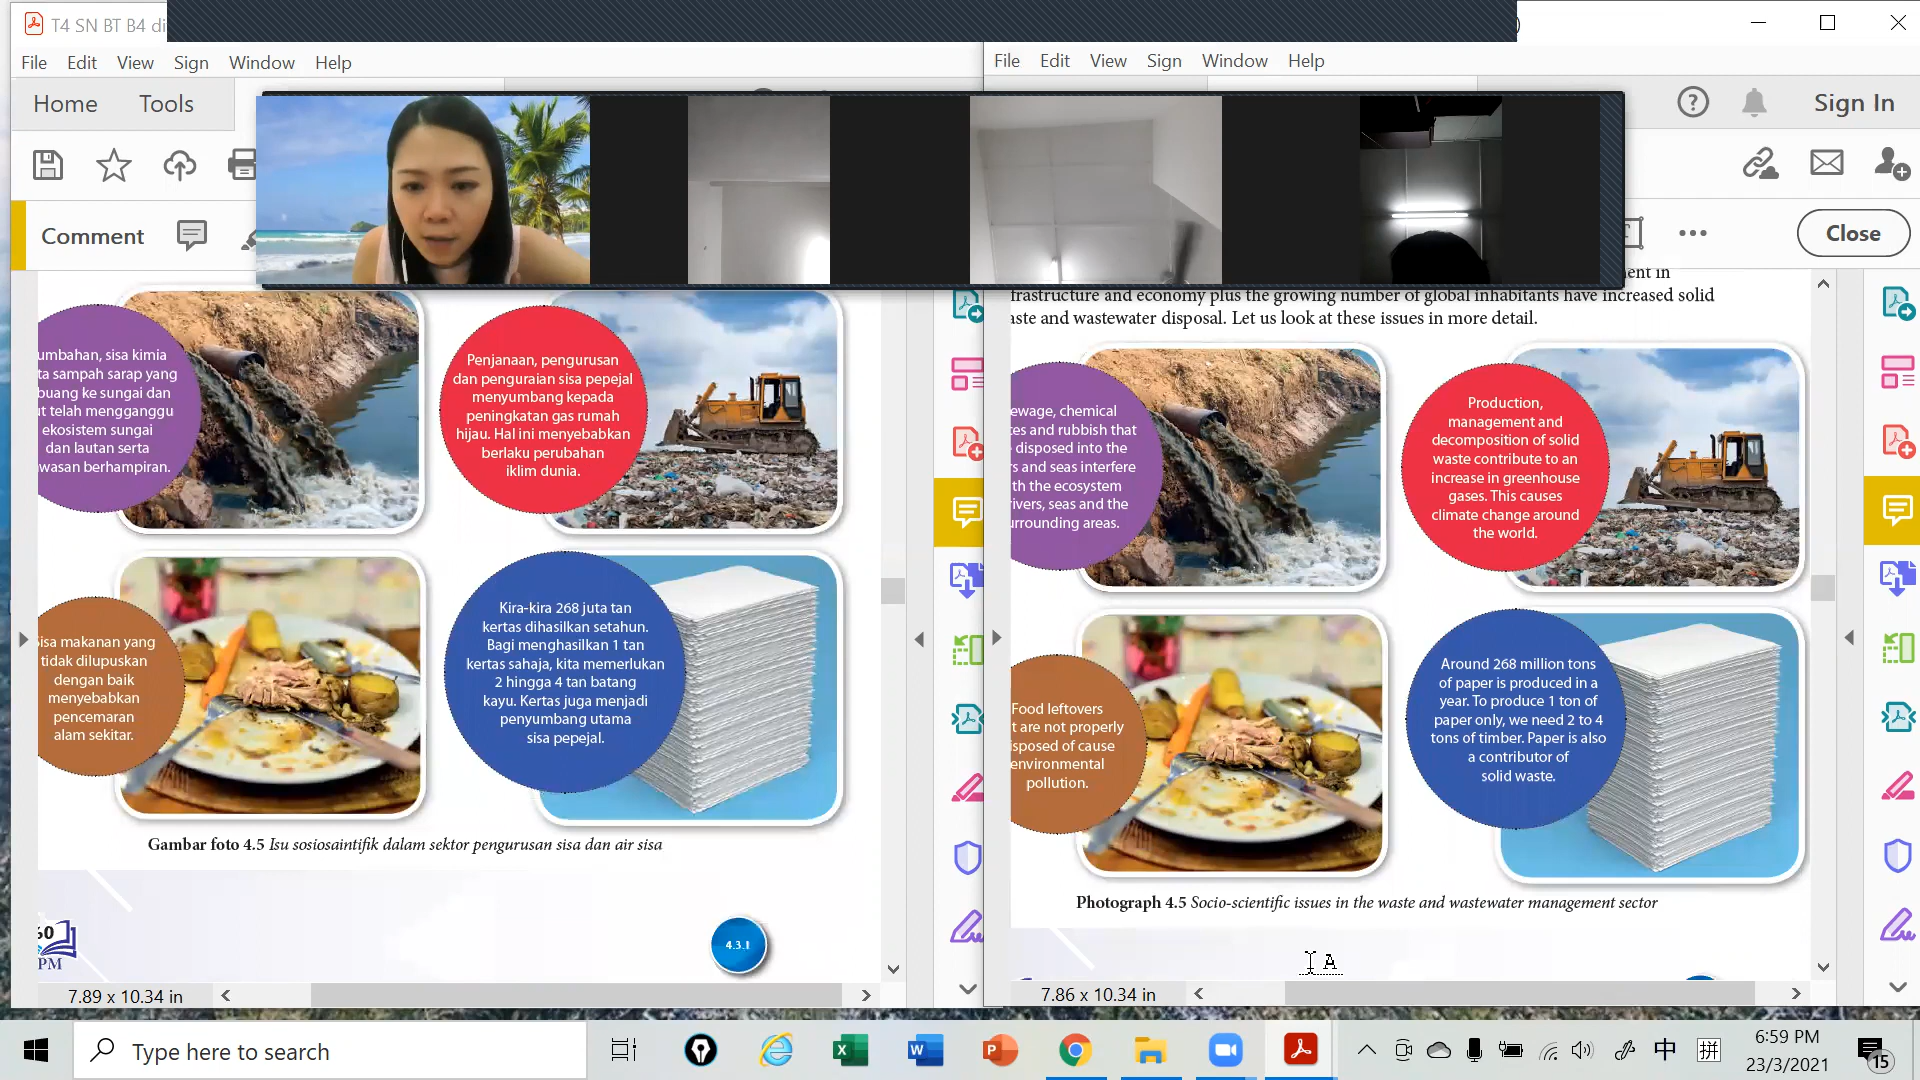 T4 SN BT B4 di
File Edit View Sign Window Help
File Edit View Sign Window Help
Home Tools
Sign In
Comment
Close
umbahan, sisa kimia
ta sampah sarap yang
buang ke sungai dan
ut telah mengganggu
ekosistem sungai
dan lautan serta
wasan berhampiran.
Penjanaan, pengurusan
dan penguraian sisa pepejal
menyumbang kepada
peningkatan gas rumah
hijau. Hal ini menyebabkan
berlaku perubahan
iklim dunia.
Sisa makanan yang
tidak dilupuskan
dengan baik
menyebabkan
pencemaran
alam sekitar.
Kira-kira 268 juta tan
kertas dihasilkan setahun.
Bagi menghasilkan 1 tan
kertas sahaja, kita memerlukan
2 hingga 4 tan batang
kayu. Kertas juga menjadi
penyumbang utama
sisa pepejal.
Gambar foto 4.5 Isu sosiosaintifik dalam sektor pengurusan sisa dan air sisa
60
PM
4.3.1
7.89 x 10.34 in
ent in
frastructure and economy plus the growing number of global inhabitants have increased solid
aste and wastewater disposal. Let us look at these issues in more detail.
ewage, chemical
tes and rubbish that
disposed into the
rs and seas interfere
th the ecosystem
rivers, seas and the
urrounding areas.
Production,
management and
decomposition of solid
waste contribute to an
increase in greenhouse
gases. This causes
climate change around
the world.
Food leftovers
t are not properly
isposed of cause
environmental
pollution.
Around 268 million tons
of paper is produced in a
year. To produce 1 ton of
paper only, we need 2 to 4
tons of timber. Paper is also
a contributor of
solid waste.
Photograph 4.5 Socio-scientific issues in the waste and wastewater management sector
7.86 x 10.34 in
Type here to search
中
拼
6:59 PM
23/3/2021
15